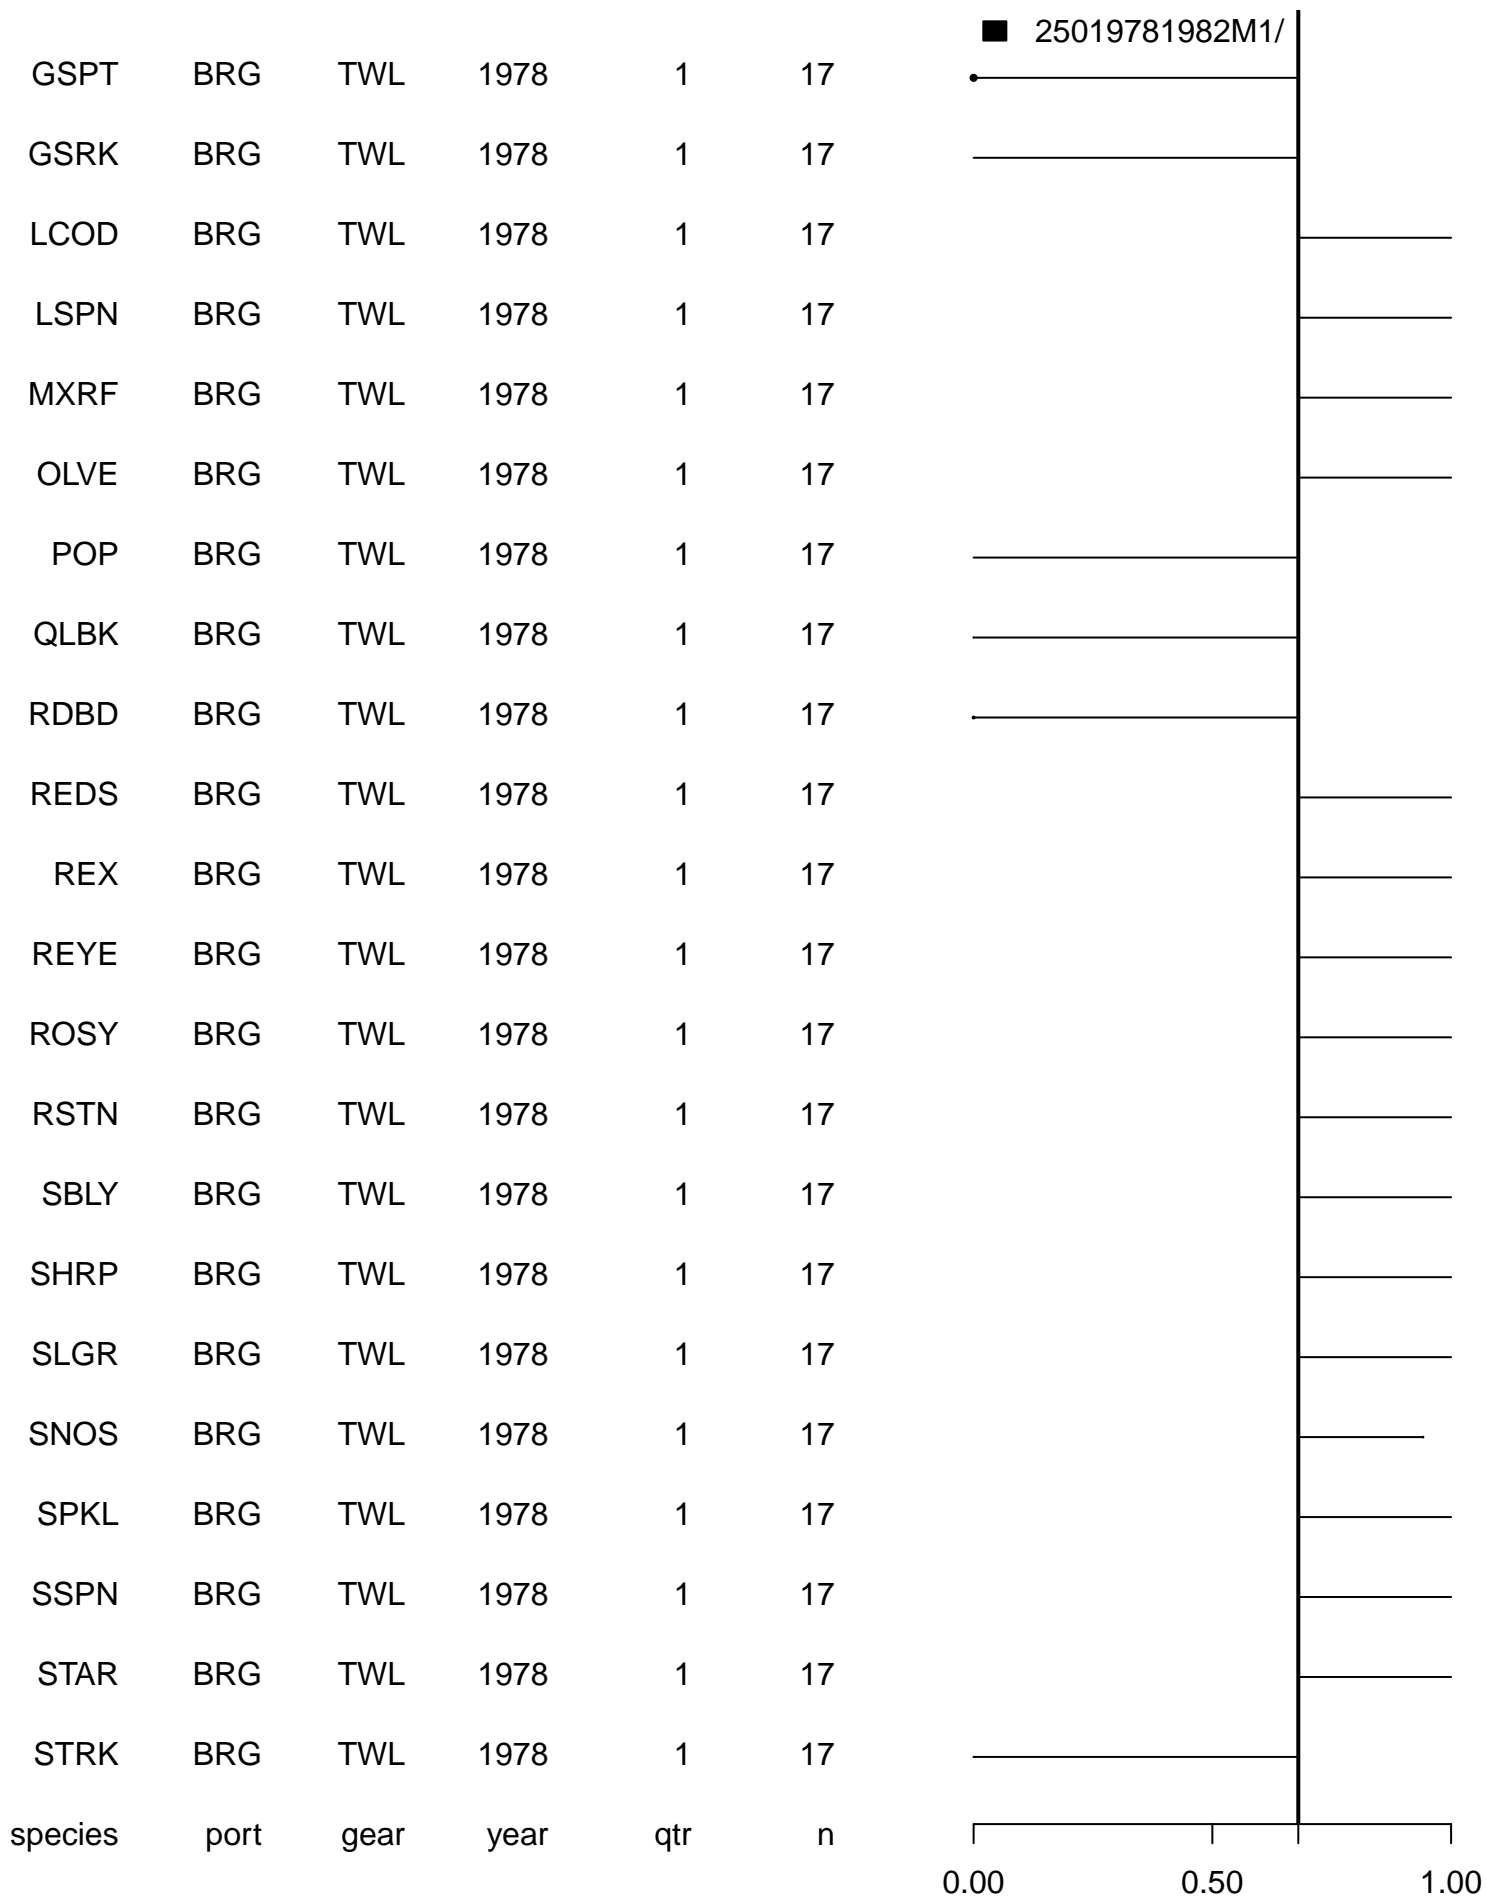 25019781982M1/
GSPT BRG TWL 1978 1 17
GSRK BRG TWL 1978 1 17
LCOD BRG TWL 1978 1 17
LSPN BRG TWL 1978 1 17
MXRF BRG TWL 1978 1 17
OLVE BRG TWL 1978 1 17
POP BRG TWL 1978 1 17
QLBK BRG TWL 1978 1 17
RDBD BRG TWL 1978 1 17
REDS BRG TWL 1978 1 17
REX BRG TWL 1978 1 17
REYE BRG TWL 1978 1 17
ROSY BRG TWL 1978 1 17
RSTN BRG TWL 1978 1 17
SBLY BRG TWL 1978 1 17
SHRP BRG TWL 1978 1 17
SLGR BRG TWL 1978 1 17
SNOS BRG TWL 1978 1 17
SPKL BRG TWL 1978 1 17
SSPN BRG TWL 1978 1 17
STAR BRG TWL 1978 1 17
STRK BRG TWL 1978 1 17
species port gear year qtr n
0.00 0.50 1.00